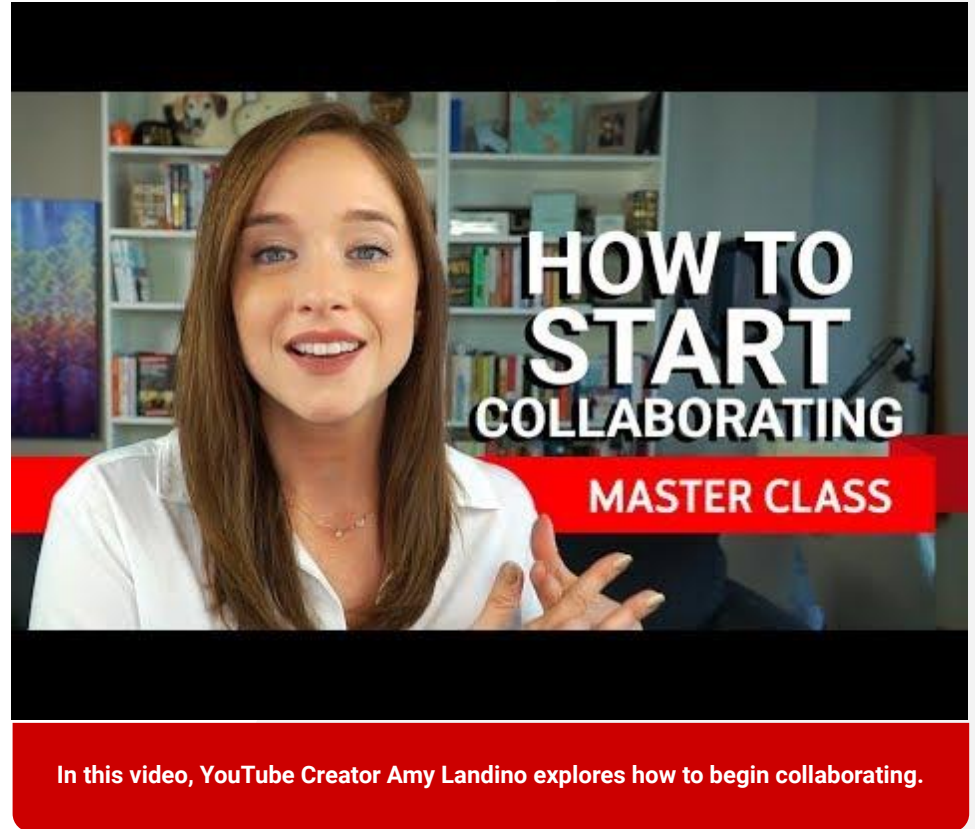 HOW TO
START
COLLABORATING
MASTER CLASS
In this video, YouTube Creator Amy Landino explores how to begin collaborating.